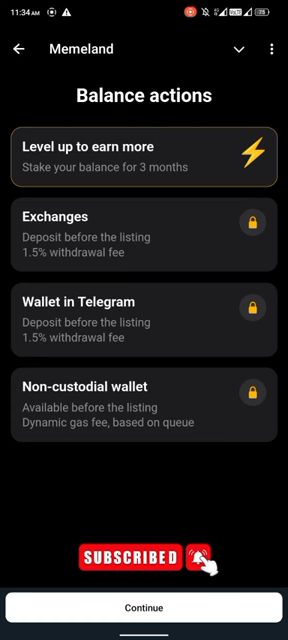 11:34 AM
Memeland
Balance actions
Level up to earn more
Stake your balance for 3 months
Exchanges
Deposit before the listing
1.5% withdrawal fee
Wallet in Telegram
Deposit before the listing
1.5% withdrawal fee
Non-custodial wallet
Available before the listing
Dynamic gas fee, based on queue
SUBSCRIBED
Continue